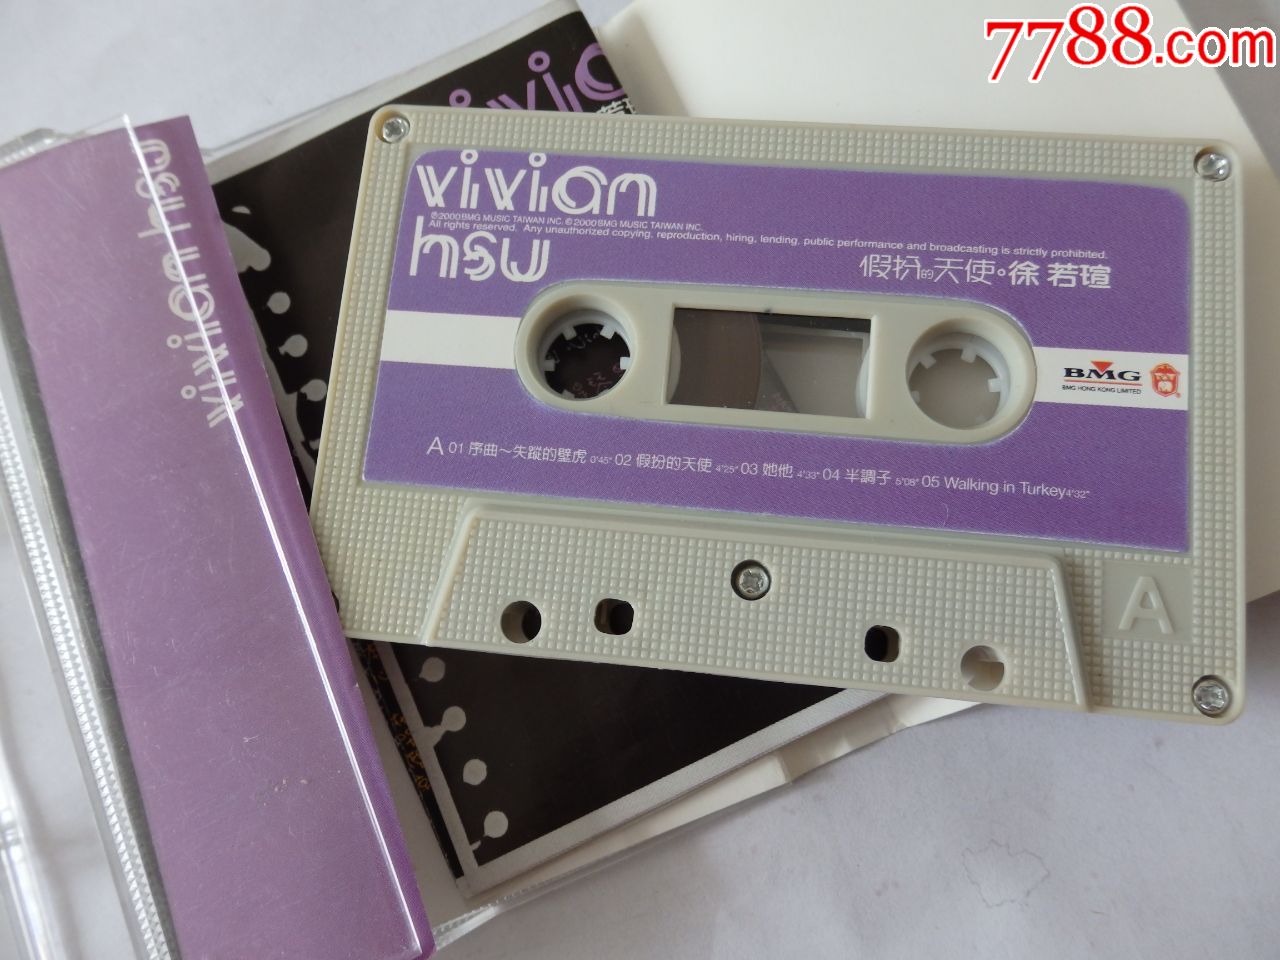 7788.com
vivian
vivian
℗2000BMG MUSIC TAIWAN INC. ©2000BMG MUSIC TAIWAN INC.
All rights reserved. Any unauthorized copying, reproduction, hiring, lending, public performance and broadcasting is strictly prohibited.
hsu
假扮的天使。徐若瑄
BMG
BMG HONG KONG LIMITED
A 01 序曲～失蹤的壁虎 0'45" 02 假扮的天使 4'25" 03 她他 4'33" 04 半調子 5'08" 05 Walking in Turkey 4'32"
A
vivian hsu